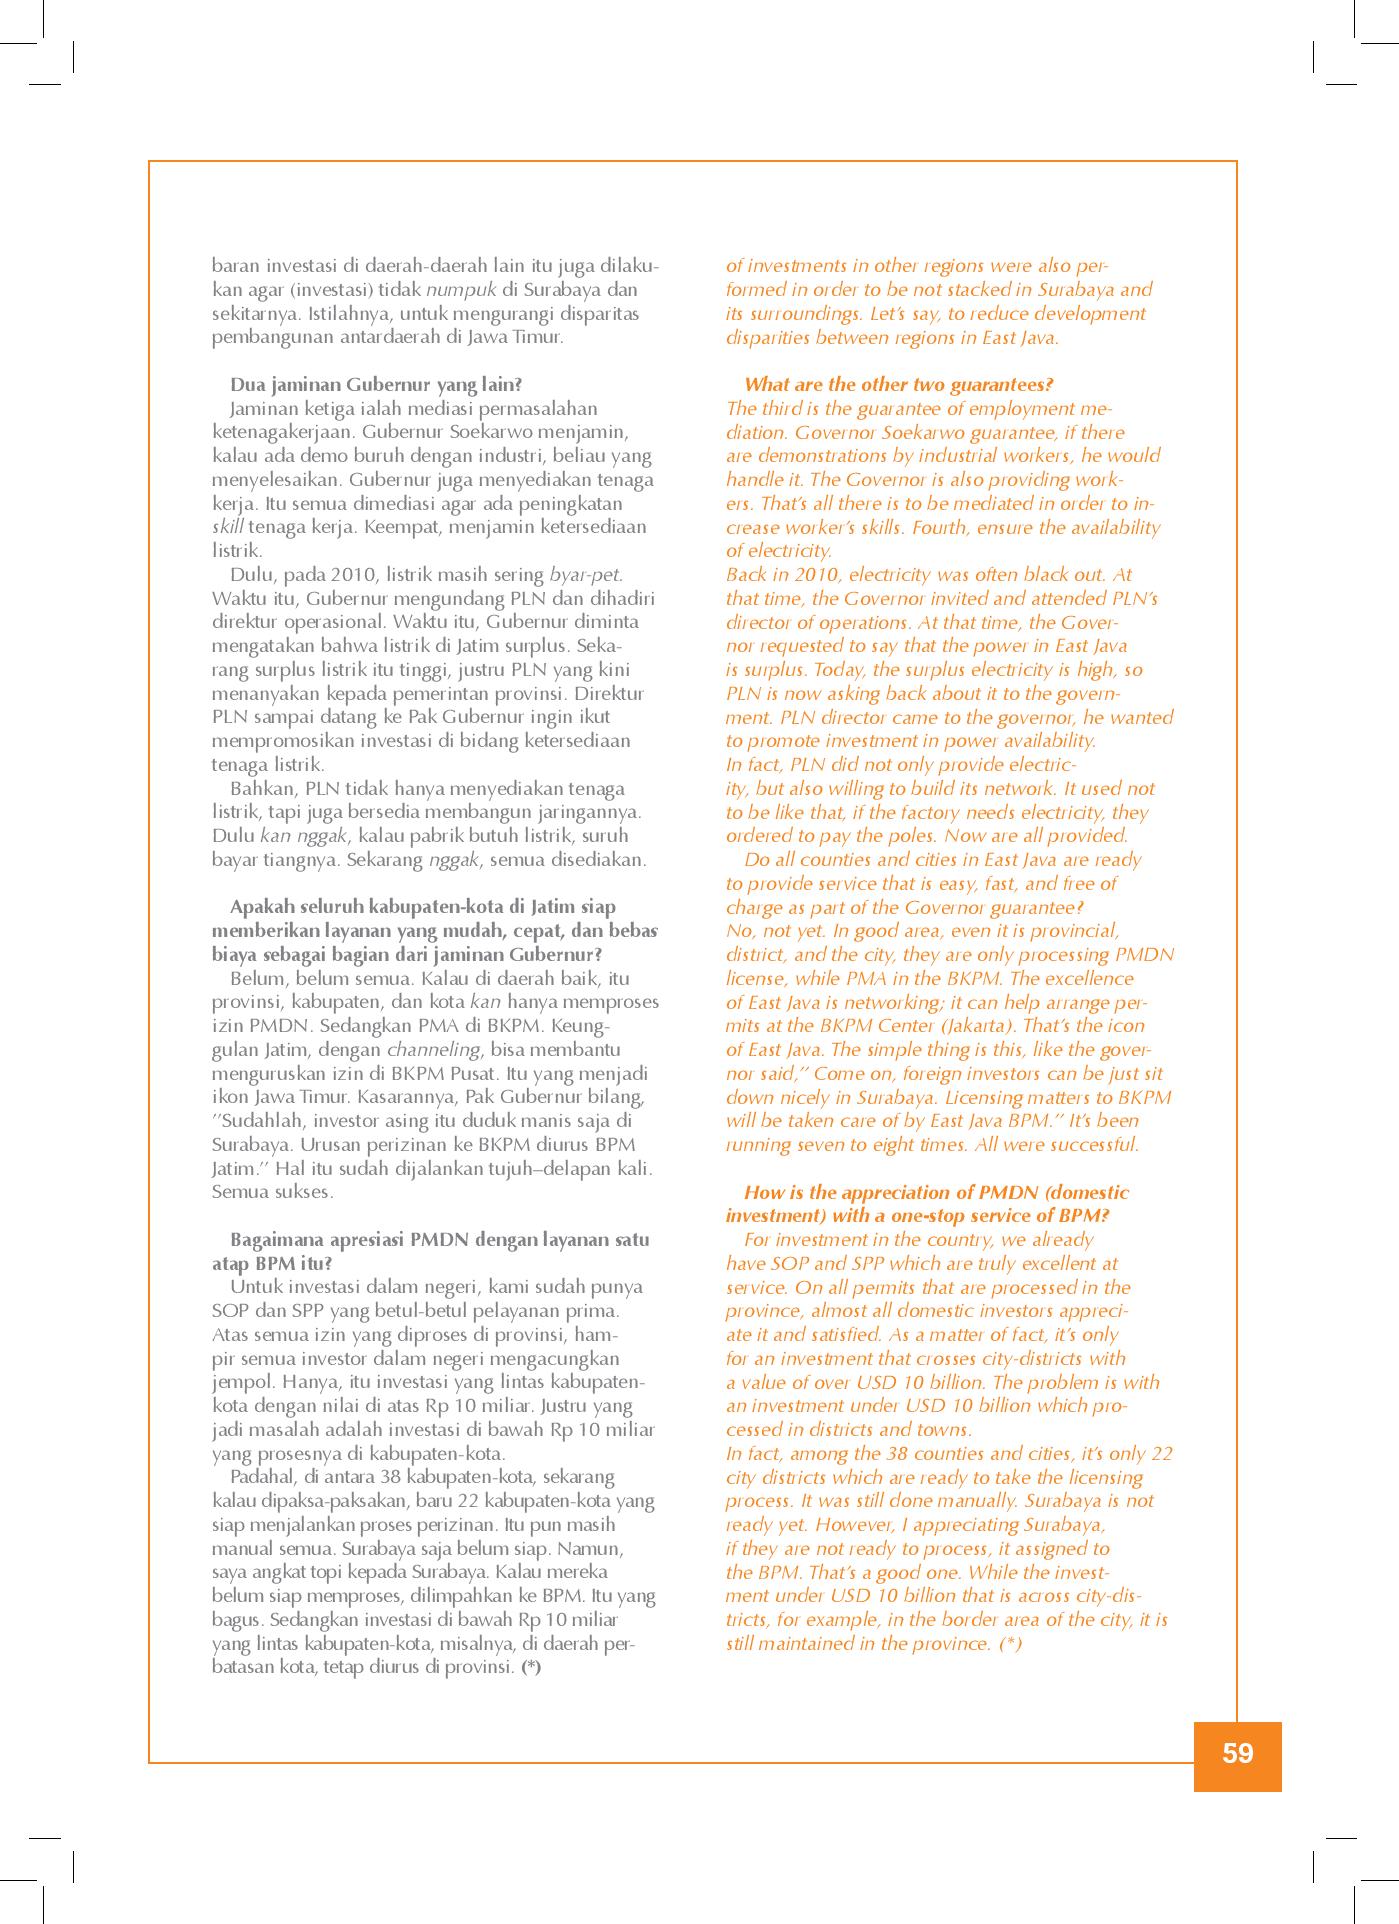 baran investasi di daerah-daerah lain itu juga dilaku-
kan agar (investasi) tidak numpuk di Surabaya dan
sekitarnya. Istilahnya, untuk mengurangi disparitas
pembangunan antardaerah di Jawa Timur.
Dua jaminan Gubernur yang lain?
Jaminan ketiga ialah mediasi permasalahan
ketenagakerjaan. Gubernur Soekarwo menjamin,
kalau ada demo buruh dengan industri, beliau yang
menyelesaikan. Gubernur juga menyediakan tenaga
kerja. Itu semua dimediasi agar ada peningkatan
skill tenaga kerja. Keempat, menjamin ketersediaan
listrik.
Dulu, pada 2010, listrik masih sering byar-pet.
Waktu itu, Gubernur mengundang PLN dan dihadiri
direktur operasional. Waktu itu, Gubernur diminta
mengatakan bahwa listrik di Jatim surplus. Seka-
rang surplus listrik itu tinggi, justru PLN yang kini
menanyakan kepada pemerintan provinsi. Direktur
PLN sampai datang ke Pak Gubernur ingin ikut
mempromosikan investasi di bidang ketersediaan
tenaga listrik.
Bahkan, PLN tidak hanya menyediakan tenaga
listrik, tapi juga bersedia membangun jaringannya.
Dulu kan nggak, kalau pabrik butuh listrik, suruh
bayar tiangnya. Sekarang nggak, semua disediakan.
Apakah seluruh kabupaten-kota di Jatim siap
memberikan layanan yang mudah, cepat, dan bebas
biaya sebagai bagian dari jaminan Gubernur?
Belum, belum semua. Kalau di daerah baik, itu
provinsi, kabupaten, dan kota kan hanya memproses
izin PMDN. Sedangkan PMA di BKPM. Keung-
gulan Jatim, dengan channeling, bisa membantu
menguruskan izin di BKPM Pusat. Itu yang menjadi
ikon Jawa Timur. Kasarannya, Pak Gubernur bilang,
’’Sudahlah, investor asing itu duduk manis saja di
Surabaya. Urusan perizinan ke BKPM diurus BPM
Jatim.’’ Hal itu sudah dijalankan tujuh–delapan kali.
Semua sukses.
Bagaimana apresiasi PMDN dengan layanan satu
atap BPM itu?
Untuk investasi dalam negeri, kami sudah punya
SOP dan SPP yang betul-betul pelayanan prima.
Atas semua izin yang diproses di provinsi, ham-
pir semua investor dalam negeri mengacungkan
jempol. Hanya, itu investasi yang lintas kabupaten-
kota dengan nilai di atas Rp 10 miliar. Justru yang
jadi masalah adalah investasi di bawah Rp 10 miliar
yang prosesnya di kabupaten-kota.
Padahal, di antara 38 kabupaten-kota, sekarang
kalau dipaksa-paksakan, baru 22 kabupaten-kota yang
siap menjalankan proses perizinan. Itu pun masih
manual semua. Surabaya saja belum siap. Namun,
saya angkat topi kepada Surabaya. Kalau mereka
belum siap memproses, dilimpahkan ke BPM. Itu yang
bagus. Sedangkan investasi di bawah Rp 10 miliar
yang lintas kabupaten-kota, misalnya, di daerah per-
batasan kota, tetap diurus di provinsi. (*)
of investments in other regions were also per-
formed in order to be not stacked in Surabaya and
its surroundings. Let’s say, to reduce development
disparities between regions in East Java.
What are the other two guarantees?
The third is the guarantee of employment me-
diation. Governor Soekarwo guarantee, if there
are demonstrations by industrial workers, he would
handle it. The Governor is also providing work-
ers. That’s all there is to be mediated in order to in-
crease worker’s skills. Fourth, ensure the availability
of electricity.
Back in 2010, electricity was often black out. At
that time, the Governor invited and attended PLN’s
director of operations. At that time, the Gover-
nor requested to say that the power in East Java
is surplus. Today, the surplus electricity is high, so
PLN is now asking back about it to the govern-
ment. PLN director came to the governor, he wanted
to promote investment in power availability.
In fact, PLN did not only provide electric-
ity, but also willing to build its network. It used not
to be like that, if the factory needs electricity, they
ordered to pay the poles. Now are all provided.
Do all counties and cities in East Java are ready
to provide service that is easy, fast, and free of
charge as part of the Governor guarantee?
No, not yet. In good area, even it is provincial,
district, and the city, they are only processing PMDN
license, while PMA in the BKPM. The excellence
of East Java is networking; it can help arrange per-
mits at the BKPM Center (Jakarta). That’s the icon
of East Java. The simple thing is this, like the gover-
nor said,’’ Come on, foreign investors can be just sit
down nicely in Surabaya. Licensing matters to BKPM
will be taken care of by East Java BPM.’’ It’s been
running seven to eight times. All were successful.
How is the appreciation of PMDN (domestic
investment) with a one-stop service of BPM?
For investment in the country, we already
have SOP and SPP which are truly excellent at
service. On all permits that are processed in the
province, almost all domestic investors appreci-
ate it and satisfied. As a matter of fact, it’s only
for an investment that crosses city-districts with
a value of over USD 10 billion. The problem is with
an investment under USD 10 billion which pro-
cessed in districts and towns.
In fact, among the 38 counties and cities, it’s only 22
city districts which are ready to take the licensing
process. It was still done manually. Surabaya is not
ready yet. However, I appreciating Surabaya,
if they are not ready to process, it assigned to
the BPM. That’s a good one. While the invest-
ment under USD 10 billion that is across city-dis-
tricts, for example, in the border area of the city, it is
still maintained in the province. (*)
59